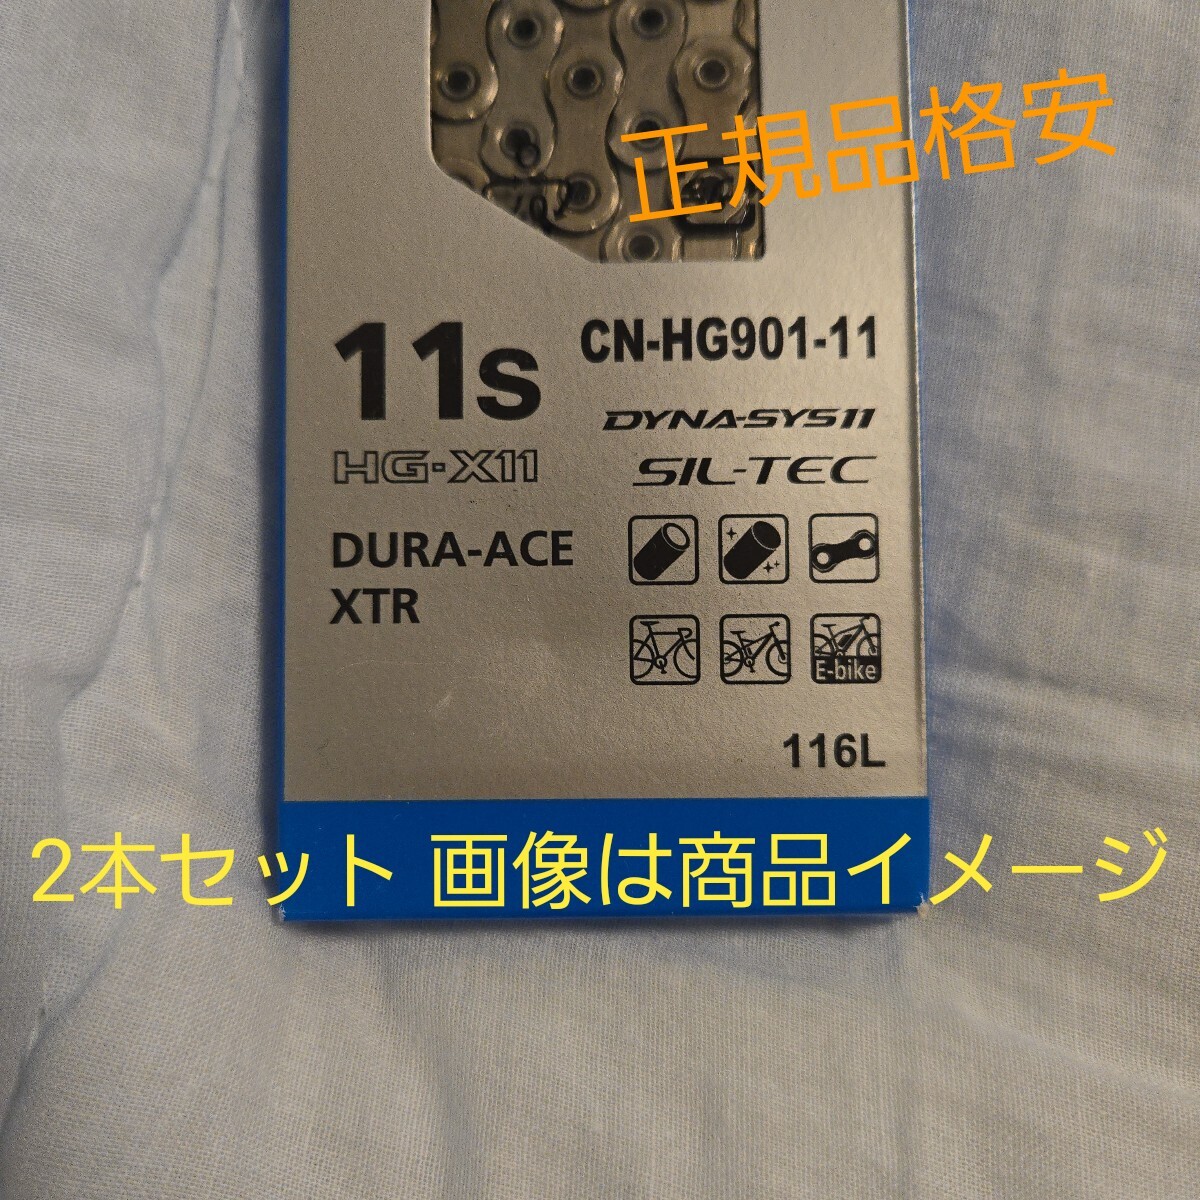 正規品格安
11s
CN-HG901-11
DYNA-SYS11
HG-X11
SIL-TEC
DURA-ACE
XTR
E-bike
116L
2本セット 画像は商品イメージ